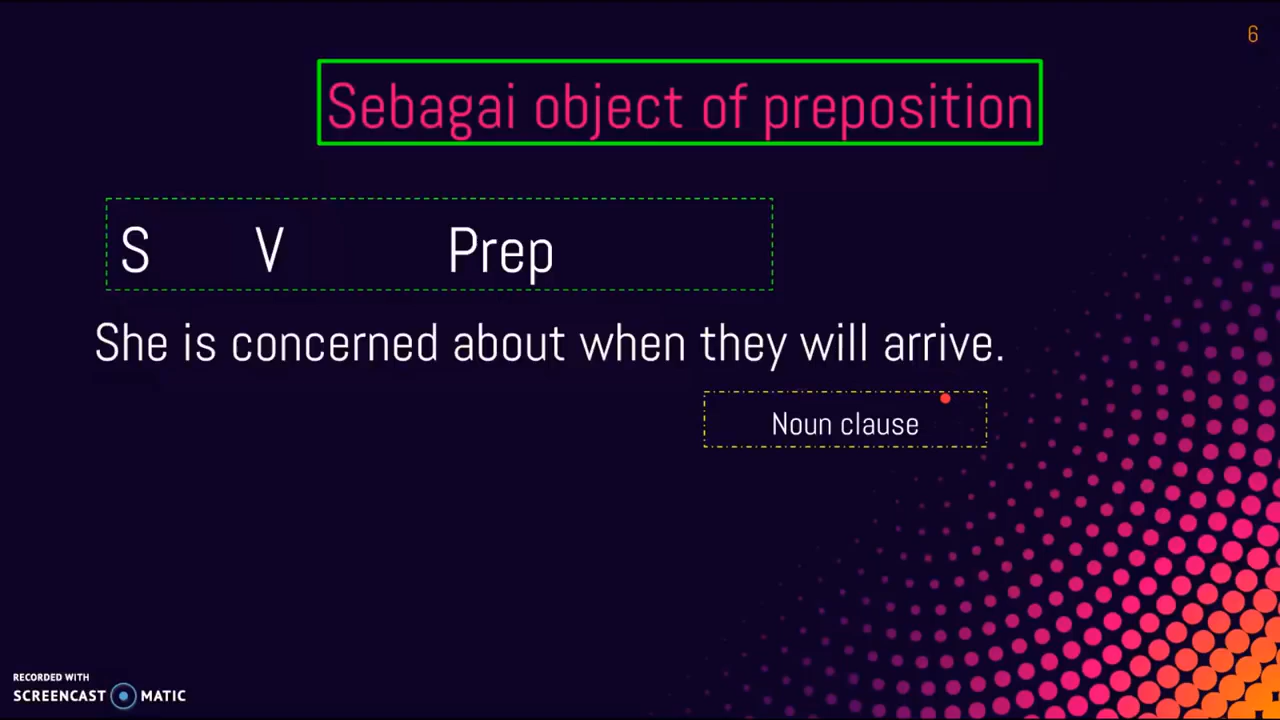 6
Sebagai object of preposition
S V Prep
She is concerned about when they will arrive.
Noun clause
RECORDED WITH
SCREENCAST MATIC